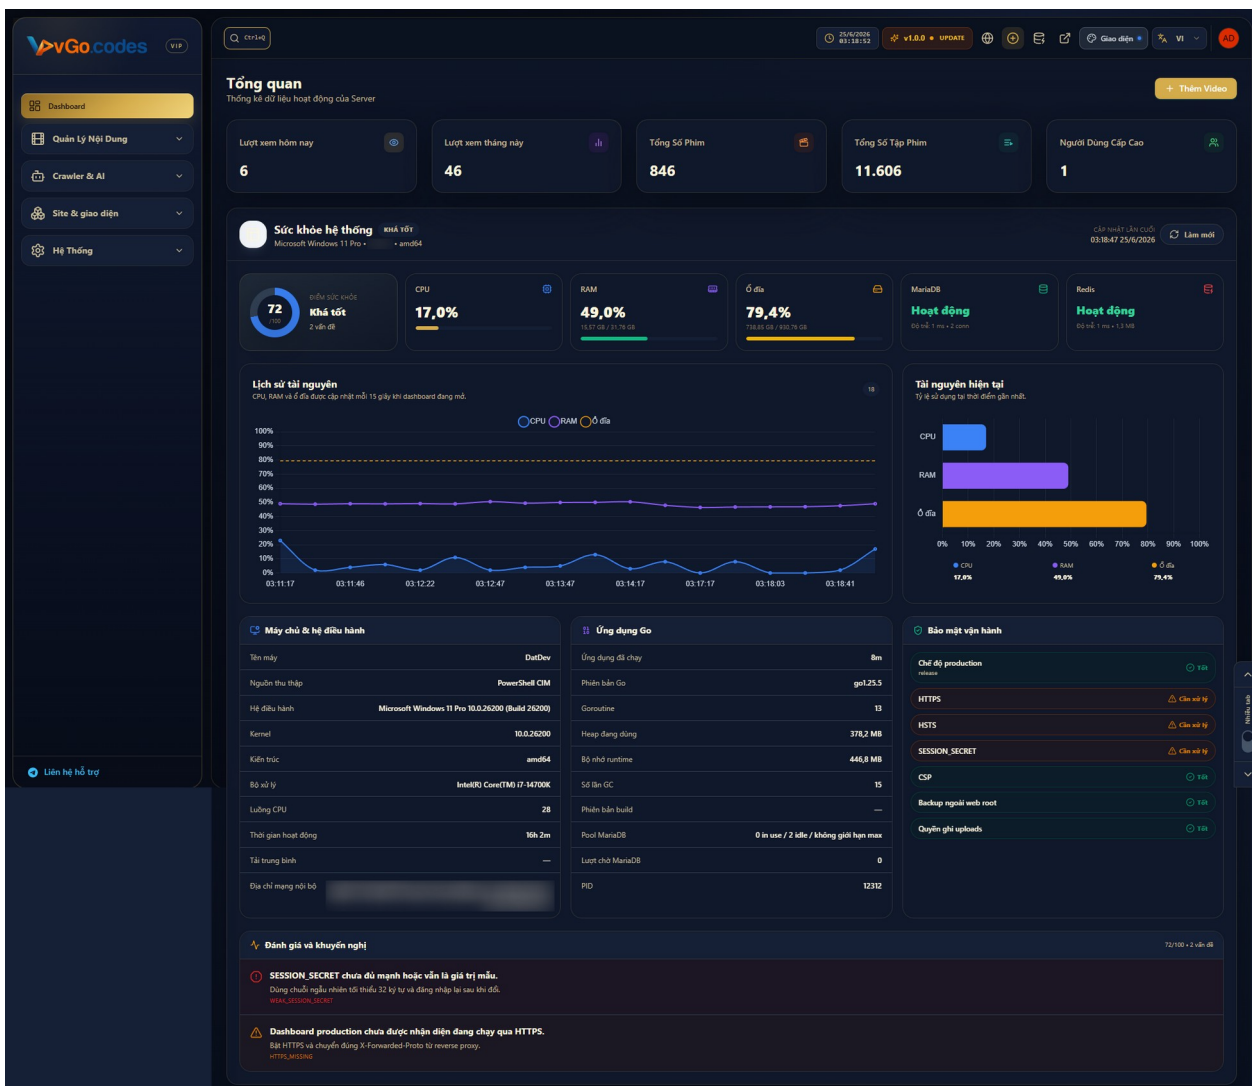 vGo.codes
VIP
Dashboard
Quản Lý Nội Dung
Crawler & AI
Site & giao diện
Hệ Thống
Liên hệ hỗ trợ
Ctrl+Q
25/6/2026
03:18:52
v1.0.0 • UPDATE
Giao diện
VI
AD
Tổng quan
Thống kê dữ liệu hoạt động của Server
+ Thêm Video
Lượt xem hôm nay
6
Lượt xem tháng này
46
Tổng Số Phim
846
Tổng Số Tập Phim
11.606
Người Dùng Cấp Cao
1
Sức khỏe hệ thống KHÁ TỐT
Microsoft Windows 11 Pro •
• amd64
CẬP NHẬT LẦN CUỐI
03:18:47 25/6/2026
Làm mới
72
/100
ĐIỂM SỨC KHỎE
Khá tốt
2 vấn đề
CPU
17,0%
RAM
49,0%
15.57 GB / 31.76 GB
Ổ đĩa
79,4%
738.85 GB / 930.76 GB
MariaDB
Hoạt động
Độ trễ: 1 ms • 2 conn
Redis
Hoạt động
Độ trễ: 1 ms • 1,3 MB
Lịch sử tài nguyên
CPU, RAM và ổ đĩa được cập nhật mỗi 15 giây khi dashboard đang mở.
18
CPU RAM Ổ đĩa
100%
90%
80%
70%
60%
50%
40%
30%
20%
10%
0%
03:11:17 03:11:46 03:12:22 03:12:47 03:13:47 03:14:17 03:17:17 03:18:03 03:18:41
Tài nguyên hiện tại
Tỷ lệ sử dụng tại thời điểm gần nhất.
CPU
RAM
Ổ đĩa
0% 10% 20% 30% 40% 50% 60% 70% 80% 90% 100%
CPU
17,0%
RAM
49,0%
Ổ đĩa
79,4%
Máy chủ & hệ điều hành
Tên máy DatDev
Nguồn thu thập PowerShell CIM
Hệ điều hành Microsoft Windows 11 Pro 10.0.26200 (Build 26200)
Kernel 10.0.26200
Kiến trúc amd64
Bộ xử lý Intel(R) Core(TM) i7-14700K
Luồng CPU 28
Thời gian hoạt động 16h 2m
Tải trung bình —
Địa chỉ mạng nội bộ
Ứng dụng Go
Ứng dụng đã chạy 8m
Phiên bản Go go1.25.5
Goroutine 13
Heap đang dùng 378,2 MB
Bộ nhớ runtime 446,8 MB
Số lần GC 15
Phiên bản build —
Pool MariaDB 0 in use / 2 idle / không giới hạn max
Lượt chờ MariaDB 0
PID 12312
Bảo mật vận hành
Chế độ production
release
Tốt
HTTPS Cần xử lý
HSTS Cần xử lý
SESSION_SECRET Cần xử lý
CSP Tốt
Backup ngoài web root Tốt
Quyền ghi uploads Tốt
Nhiều tab
Đánh giá và khuyến nghị
72/100 • 2 vấn đề
SESSION_SECRET chưa đủ mạnh hoặc vẫn là giá trị mẫu.
Dùng chuỗi ngẫu nhiên tối thiểu 32 ký tự và đăng nhập lại sau khi đổi.
WEAK_SESSION_SECRET
Dashboard production chưa được nhận diện đang chạy qua HTTPS.
Bật HTTPS và chuyển đúng X-Forwarded-Proto từ reverse proxy.
HTTPS_MISSING